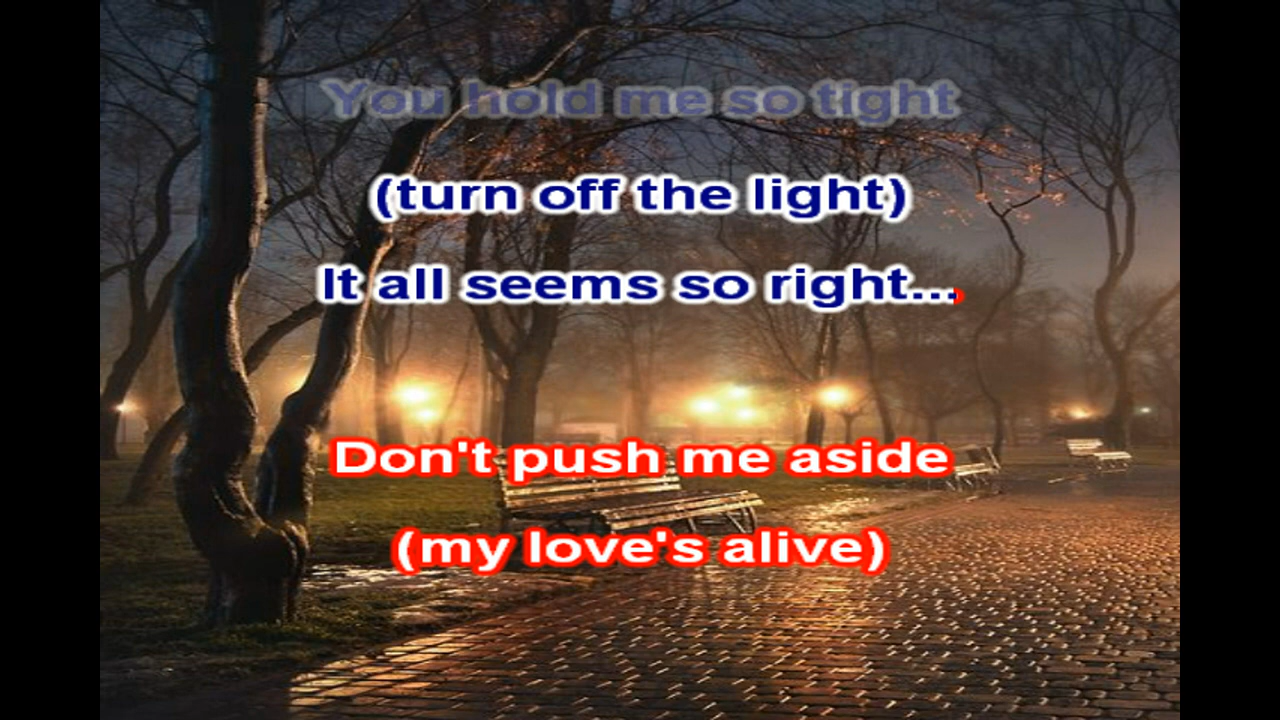 You hold me so tight
(turn off the light)
It all seems so right...
Don't push me aside
(my love's alive)